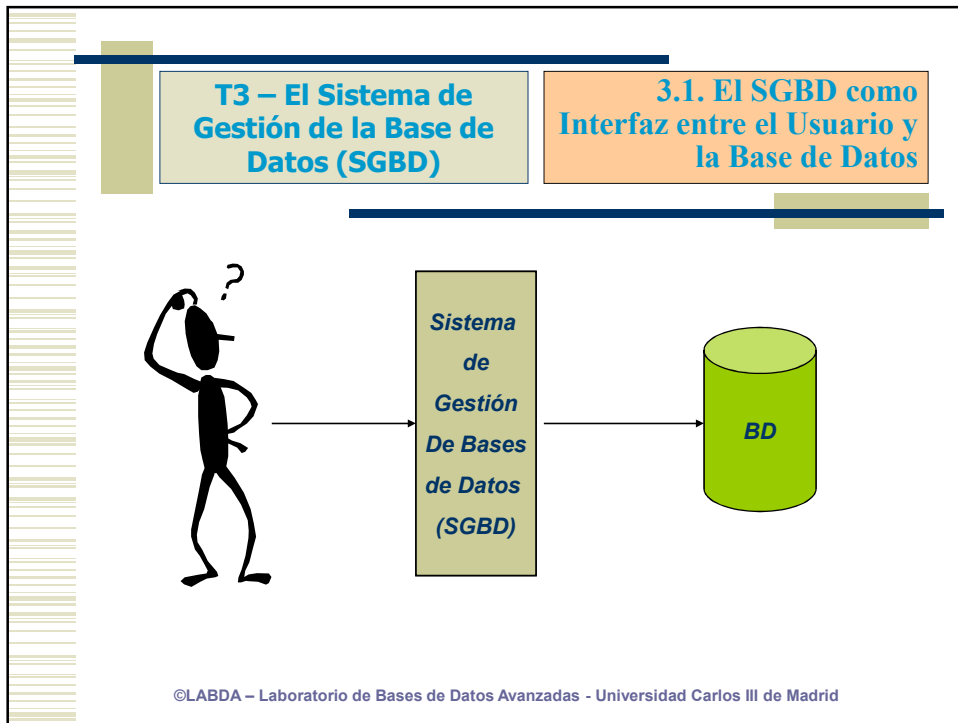 T3 – El Sistema de
Gestión de la Base de
Datos (SGBD)
3.1. El SGBD como
Interfaz entre el Usuario y
la Base de Datos
?
Sistema
de
Gestión
De Bases
de Datos
(SGBD)
BD
©LABDA – Laboratorio de Bases de Datos Avanzadas - Universidad Carlos III de Madrid